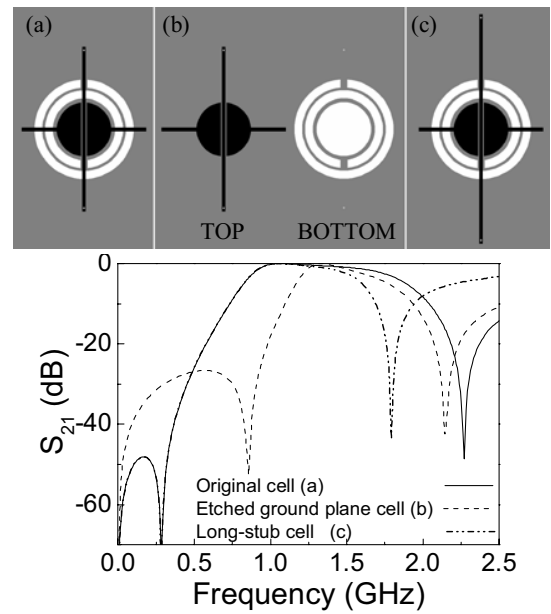 (a) (b) (c)
TOP BOTTOM
0
-20
-40
-60
S21 (dB)
Original cell (a)
Etched ground plane cell (b)
Long-stub cell (c)
0.0 0.5 1.0 1.5 2.0 2.5
Frequency (GHz)